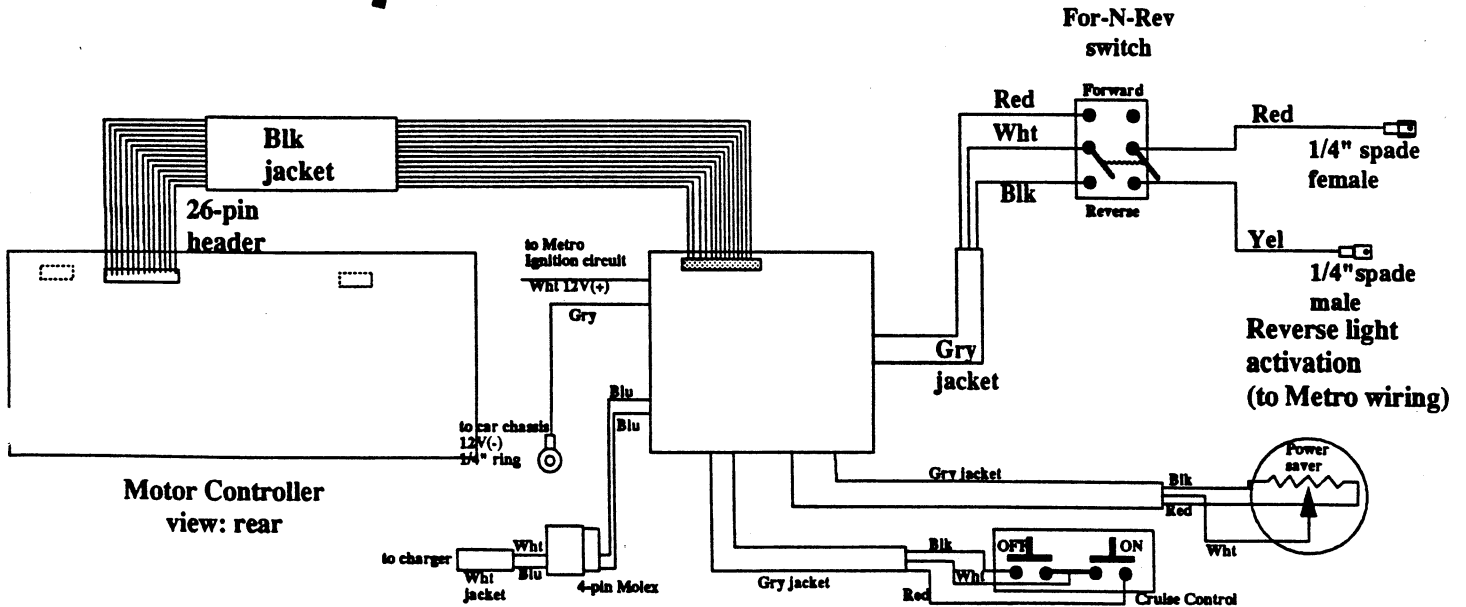 For-N-Rev
switch
Forward
Red
Wht
Blk
Reverse
Red
1/4" spade
female
Yel
1/4"spade
male
Reverse light
activation
(to Metro wiring)
Blk
jacket
26-pin
header
to Metro
Ignition circuit
Wht 12V(+)
Gry
Gry
jacket
Blu
Blu
to car chassis
12V(-)
1/4" ring
Motor Controller
view: rear
to charger
Wht
jacket
Wht
Blu
4-pin Molex
Gry jacket
Blk
Red
Wht
Power
saver
Gry jacket
Blk
Wht
Red
OFF
ON
Cruise Control